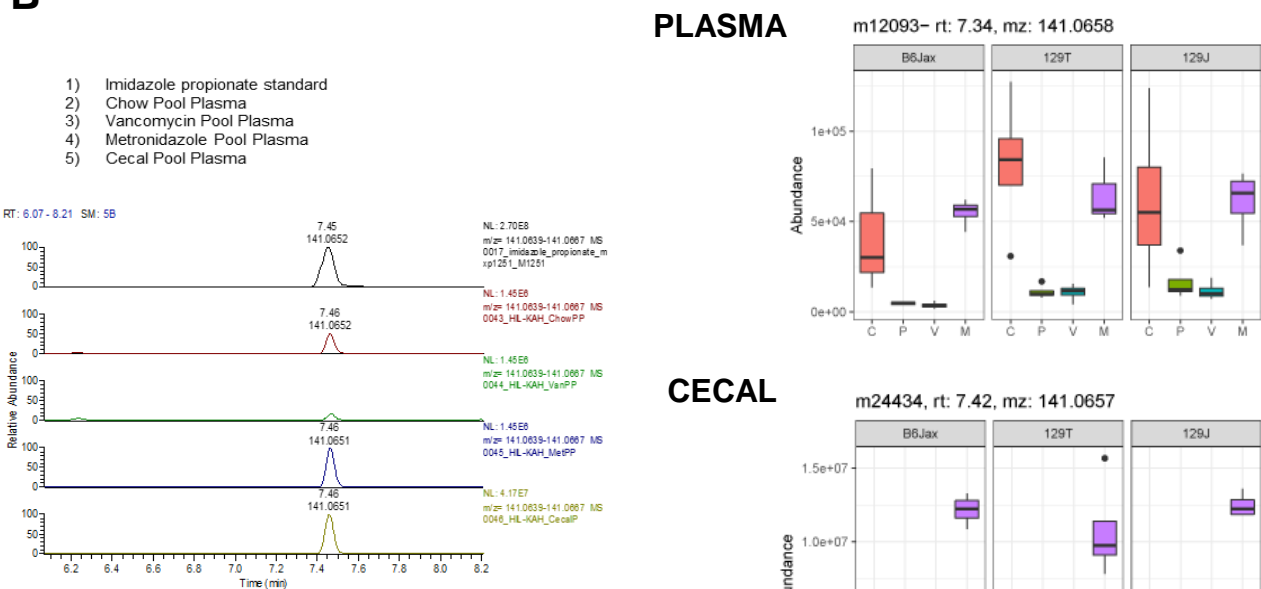 B
1) Imidazole propionate standard
2) Chow Pool Plasma
3) Vancomycin Pool Plasma
4) Metronidazole Pool Plasma
5) Cecal Pool Plasma
RT: 6.07 - 8.21 SM: 5B
7.45
141.0652
NL: 2.70E8
m/z= 141.0639-141.0667 MS
0017_imidazole_propionate_m
xp1251_M1251
100
50
0
7.46
141.0652
NL: 1.45E6
m/z= 141.0639-141.0667 MS
0043_HIL-KAH_ChowPP
100
50
0
NL: 1.45E6
m/z= 141.0639-141.0667 MS
0044_HIL-KAH_VanPP
100
50
0
7.46
141.0651
NL: 1.45E6
m/z= 141.0639-141.0667 MS
0045_HIL-KAH_MetPP
100
50
0
7.46
141.0651
NL: 4.17E7
m/z= 141.0639-141.0667 MS
0046_HIL-KAH_CecalP
100
50
0
Relative Abundance
6.2 6.4 6.6 6.8 7.0 7.2 7.4 7.6 7.8 8.0 8.2
Time (min)
PLASMA
m12093− rt: 7.34, mz: 141.0658
B6Jax 129T 129J
1e+05
5e+04
0e+00
Abundance
C P V M C P V M C P V M
CECAL
m24434, rt: 7.42, mz: 141.0657
B6Jax 129T 129J
1.5e+07
1.0e+07